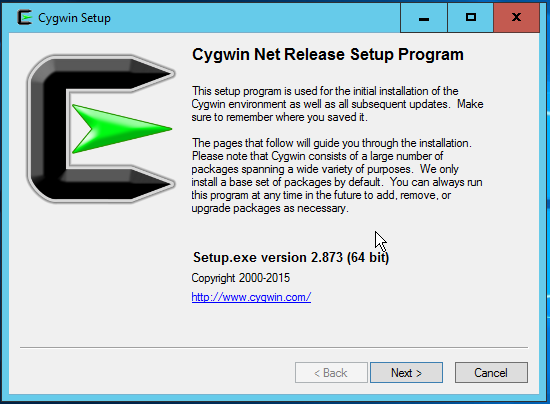 Cygwin Setup
Cygwin Net Release Setup Program
This setup program is used for the initial installation of the
Cygwin environment as well as all subsequent updates.  Make
sure to remember where you saved it.
The pages that follow will guide you through the installation.
Please note that Cygwin consists of a large number of
packages spanning a wide variety of purposes.  We only
install a base set of packages by default.  You can always run
this program at any time in the future to add, remove, or
upgrade packages as necessary.
Setup.exe version 2.873 (64 bit)
Copyright 2000-2015
http://www.cygwin.com/
< Back
Next >
Cancel